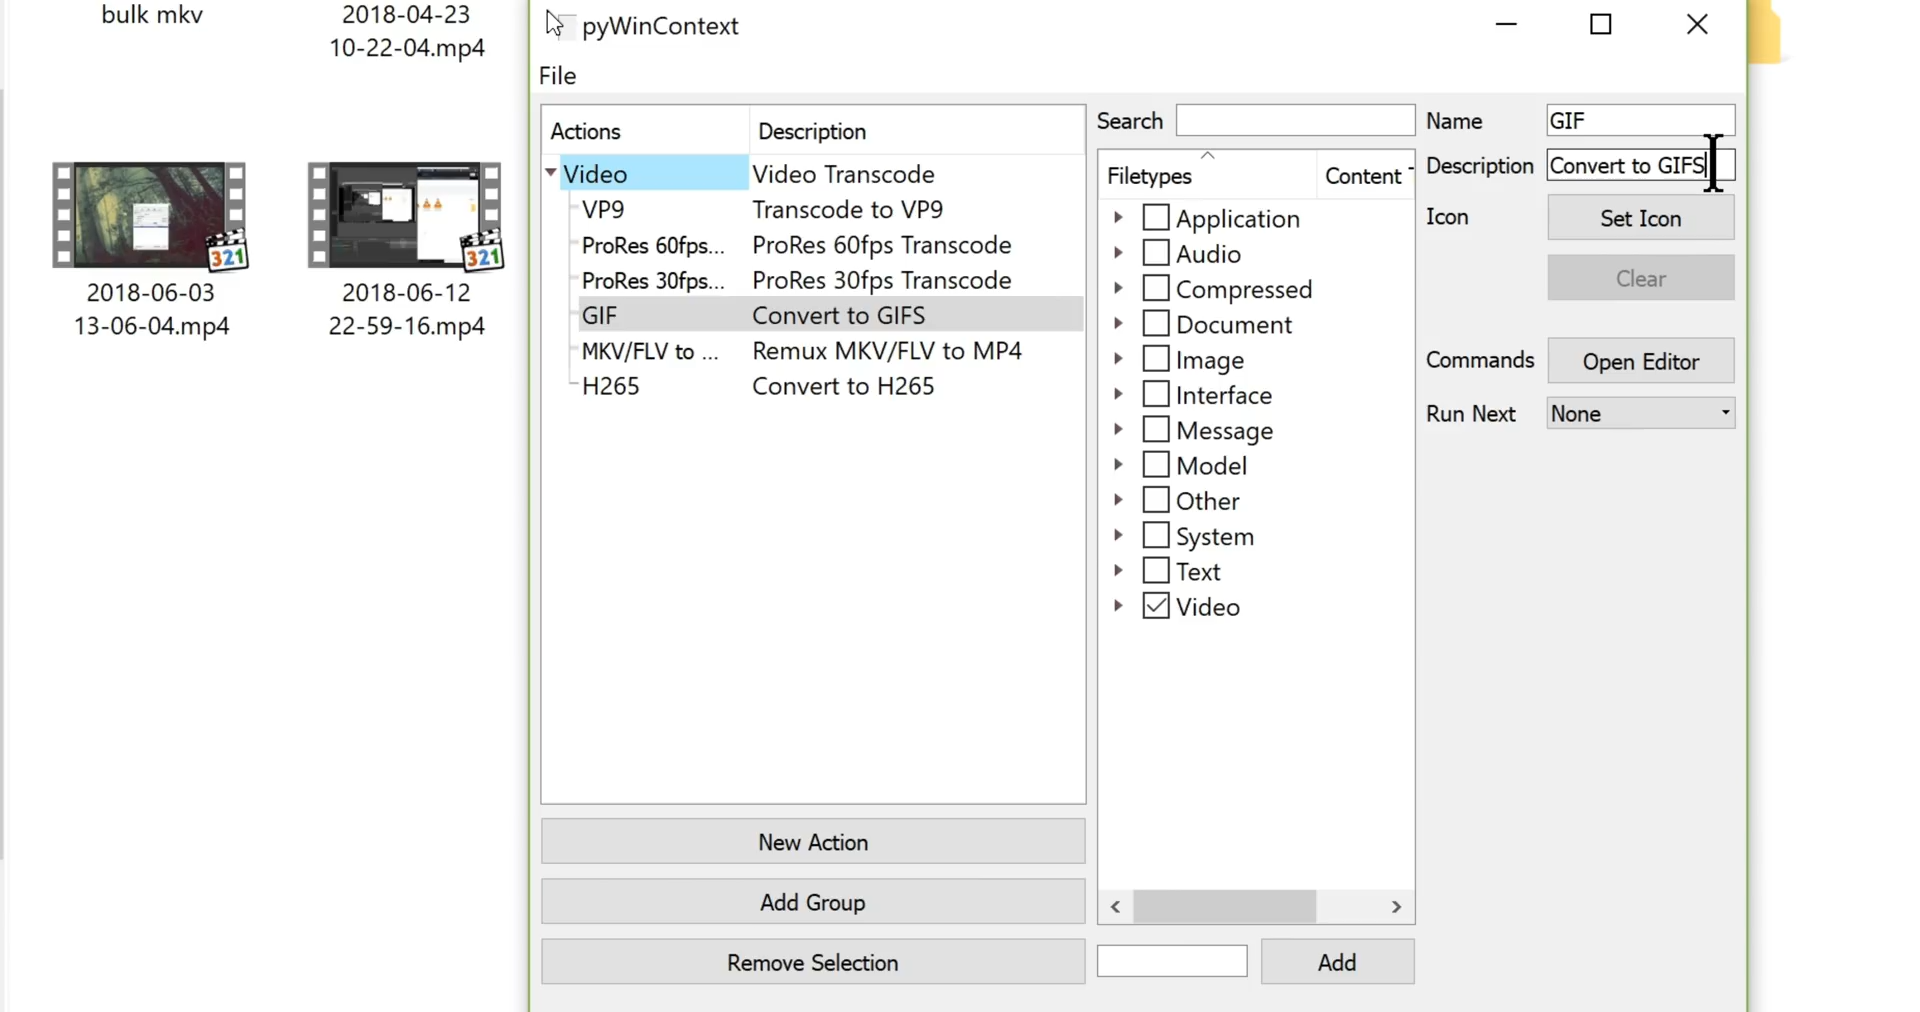 bulk mkv
2018-04-23
10-22-04.mp4
321
2018-06-03
13-06-04.mp4
321
2018-06-12
22-59-16.mp4
pyWinContext
File
Actions Description
Video Video Transcode
VP9 Transcode to VP9
ProRes 60fps... ProRes 60fps Transcode
ProRes 30fps... ProRes 30fps Transcode
GIF Convert to GIFS
MKV/FLV to ... Remux MKV/FLV to MP4
H265 Convert to H265
New Action
Add Group
Remove Selection
Search
Filetypes Content
Application
Audio
Compressed
Document
Image
Interface
Message
Model
Other
System
Text
Video
Add
Name GIF
Description Convert to GIFS
Icon Set Icon
Clear
Commands Open Editor
Run Next None